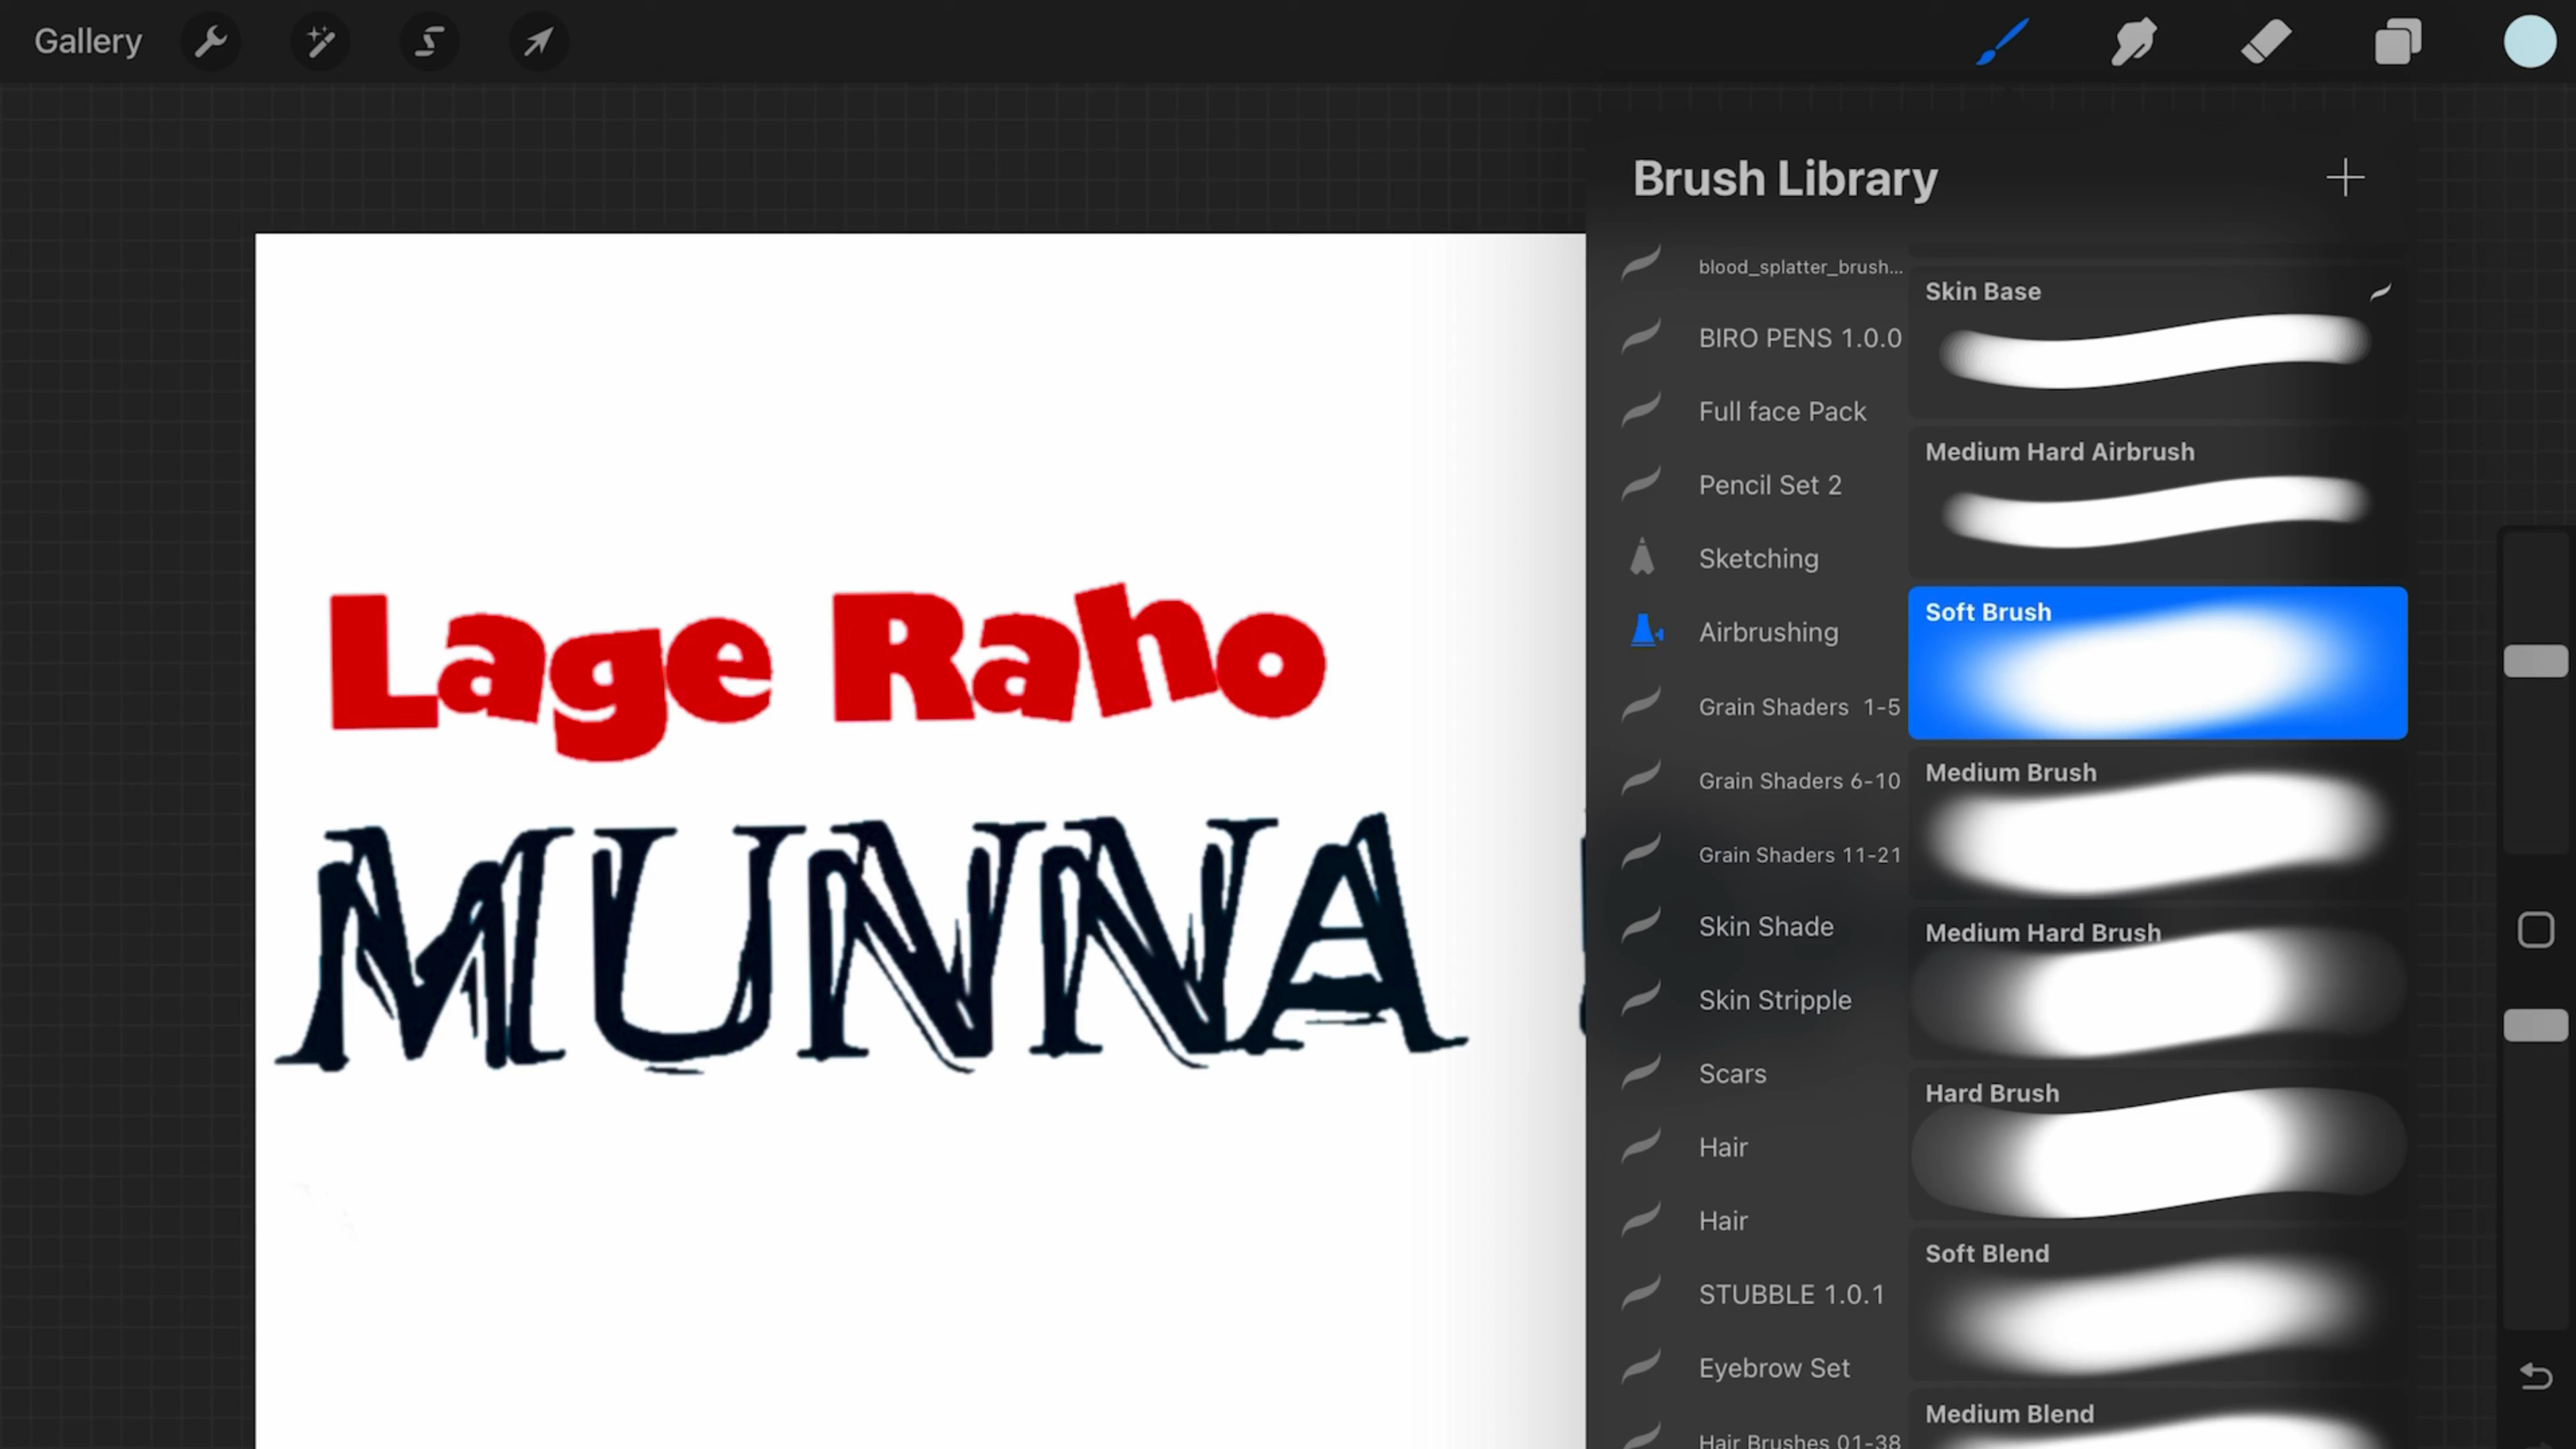 Gallery
Brush Library
blood_splatter_brush...
BIRO PENS 1.0.0
Full face Pack
Pencil Set 2
Sketching
Airbrushing
Grain Shaders 1-5
Grain Shaders 6-10
Grain Shaders 11-21
Skin Shade
Skin Stripple
Scars
Hair
Hair
STUBBLE 1.0.1
Eyebrow Set
Hair Brushes 01-38
Skin Base
Medium Hard Airbrush
Soft Brush
Medium Brush
Medium Hard Brush
Hard Brush
Soft Blend
Medium Blend
Lage Raho
MUNNA